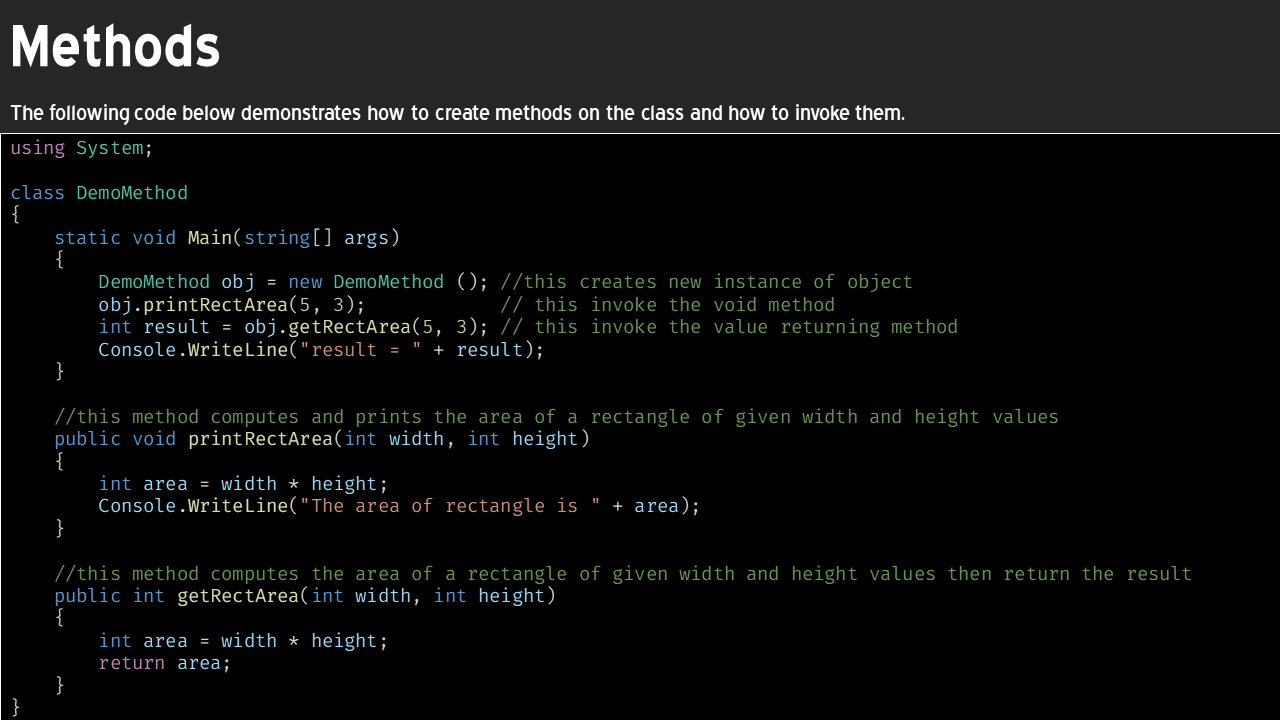 Methods
The following code below demonstrates how to create methods on the class and how to invoke them.
using System;

class DemoMethod
{
    static void Main(string[] args)
    {
        DemoMethod obj = new DemoMethod (); //this creates new instance of object
        obj.printRectArea(5, 3);            // this invoke the void method
        int result = obj.getRectArea(5, 3); // this invoke the value returning method
        Console.WriteLine("result = " + result);
    }

    //this method computes and prints the area of a rectangle of given width and height values
    public void printRectArea(int width, int height)
    {
        int area = width * height;
        Console.WriteLine("The area of rectangle is " + area);
    }

    //this method computes the area of a rectangle of given width and height values then return the result
    public int getRectArea(int width, int height)
    {
        int area = width * height;
        return area;
    }
}